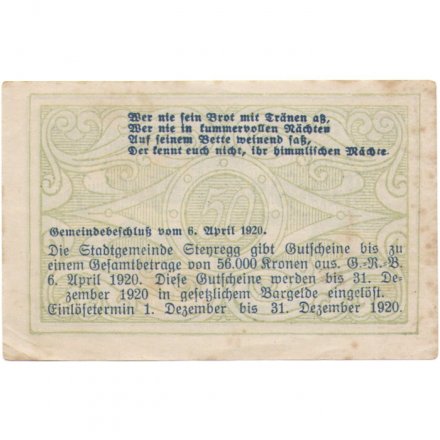 Wer nie sein Brot mit Tränen aß,
Wer nie in kummervollen Nächten
Auf seinem Bette weinend saß,
Der kennt euch nicht, ihr himmlischen Mächte.
50
Gemeindebeschluß vom 6. April 1920.
Die Stadtgemeinde Steyregg gibt Gutscheine bis zu
einem Gesamtbetrage von 56.000 Kronen aus. G.-R.-B.
6. April 1920. Diese Gutscheine werden bis 31. De-
zember 1920 in gesetzlichem Bargelde eingelöst.
Einlösetermin 1. Dezember bis 31. Dezember 1920.